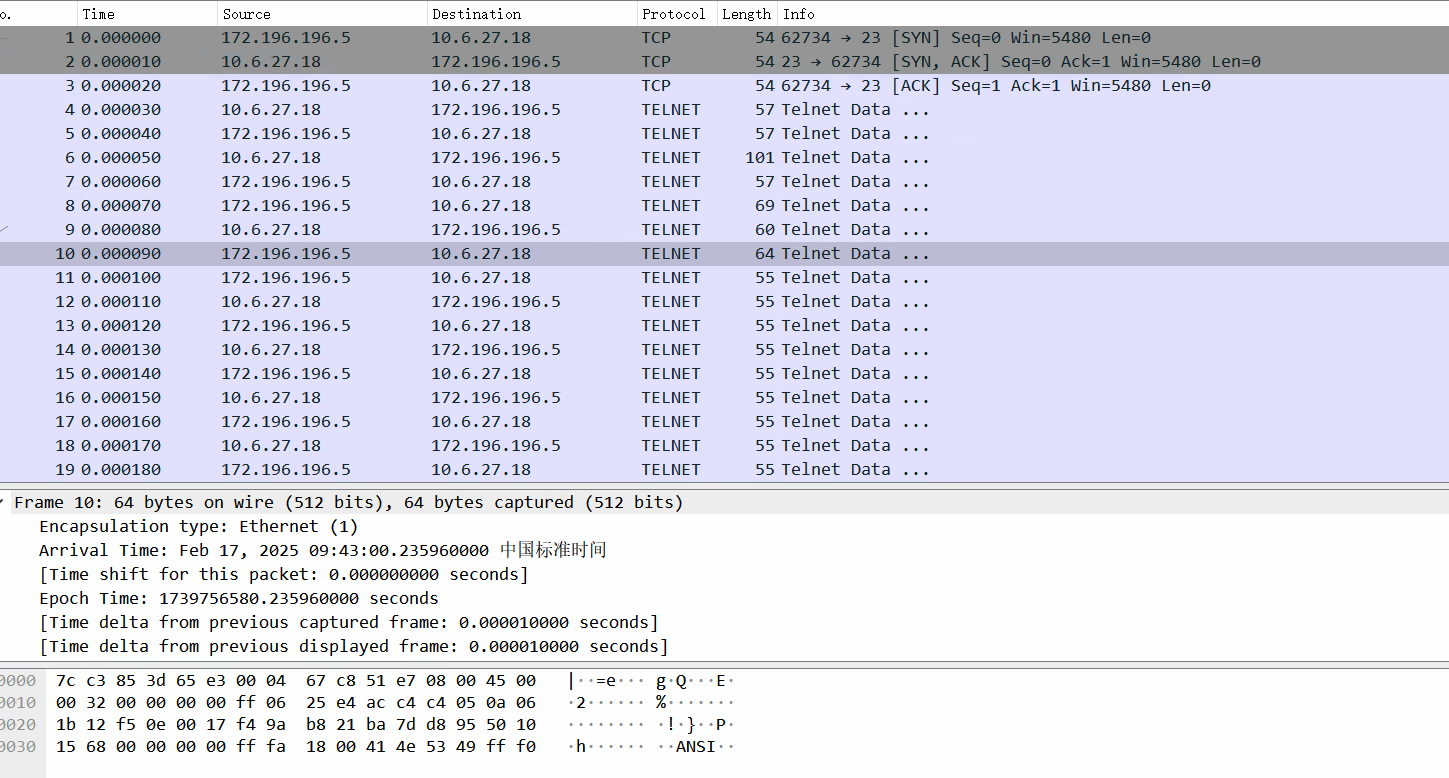 o. Time Source Destination Protocol Length Info
1 0.000000 172.196.196.5 10.6.27.18 TCP 54 62734 → 23 [SYN] Seq=0 Win=5480 Len=0
2 0.000010 10.6.27.18 172.196.196.5 TCP 54 23 → 62734 [SYN, ACK] Seq=0 Ack=1 Win=5480 Len=0
3 0.000020 172.196.196.5 10.6.27.18 TCP 54 62734 → 23 [ACK] Seq=1 Ack=1 Win=5480 Len=0
4 0.000030 10.6.27.18 172.196.196.5 TELNET 57 Telnet Data ...
5 0.000040 172.196.196.5 10.6.27.18 TELNET 57 Telnet Data ...
6 0.000050 10.6.27.18 172.196.196.5 TELNET 101 Telnet Data ...
7 0.000060 172.196.196.5 10.6.27.18 TELNET 57 Telnet Data ...
8 0.000070 172.196.196.5 10.6.27.18 TELNET 69 Telnet Data ...
9 0.000080 10.6.27.18 172.196.196.5 TELNET 60 Telnet Data ...
10 0.000090 172.196.196.5 10.6.27.18 TELNET 64 Telnet Data ...
11 0.000100 172.196.196.5 10.6.27.18 TELNET 55 Telnet Data ...
12 0.000110 10.6.27.18 172.196.196.5 TELNET 55 Telnet Data ...
13 0.000120 172.196.196.5 10.6.27.18 TELNET 55 Telnet Data ...
14 0.000130 10.6.27.18 172.196.196.5 TELNET 55 Telnet Data ...
15 0.000140 172.196.196.5 10.6.27.18 TELNET 55 Telnet Data ...
16 0.000150 10.6.27.18 172.196.196.5 TELNET 55 Telnet Data ...
17 0.000160 172.196.196.5 10.6.27.18 TELNET 55 Telnet Data ...
18 0.000170 10.6.27.18 172.196.196.5 TELNET 55 Telnet Data ...
19 0.000180 172.196.196.5 10.6.27.18 TELNET 55 Telnet Data ...
Frame 10: 64 bytes on wire (512 bits), 64 bytes captured (512 bits)
Encapsulation type: Ethernet (1)
Arrival Time: Feb 17, 2025 09:43:00.235960000 中国标准时间
[Time shift for this packet: 0.000000000 seconds]
Epoch Time: 1739756580.235960000 seconds
[Time delta from previous captured frame: 0.000010000 seconds]
[Time delta from previous displayed frame: 0.000010000 seconds]
0000 7c c3 85 3d 65 e3 00 04 67 c8 51 e7 08 00 45 00 |··=e··· g·Q···E·
0010 00 32 00 00 00 00 ff 06 25 e4 ac c4 c4 05 0a 06 ·2······ %·······
0020 1b 12 f5 0e 00 17 f4 9a b8 21 ba 7d d8 95 50 10 ········ ·!·}··P·
0030 15 68 00 00 00 00 ff fa 18 00 41 4e 53 49 ff f0 ·h······ ··ANSI··